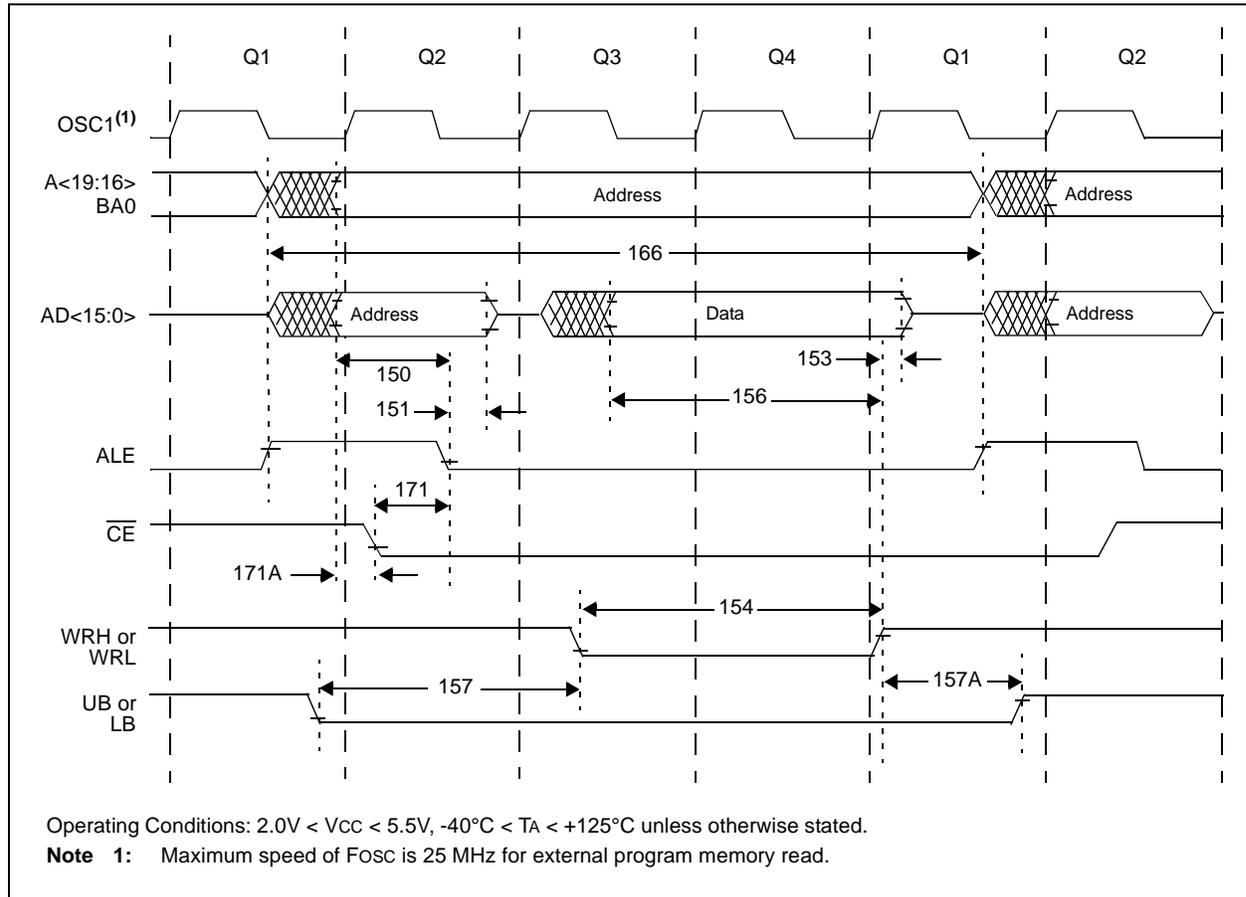 Q1 Q2 Q3 Q4 Q1 Q2
OSC1(1)
A<19:16>
BA0
Address
Address
166
AD<15:0>
Address
Data
Address
150
153
151
156
ALE
171
CE
171A
154
WRH or
WRL
157
157A
UB or
LB
Operating Conditions: 2.0V < VCC < 5.5V, -40°C < TA < +125°C unless otherwise stated.
Note 1: Maximum speed of FOSC is 25 MHz for external program memory read.